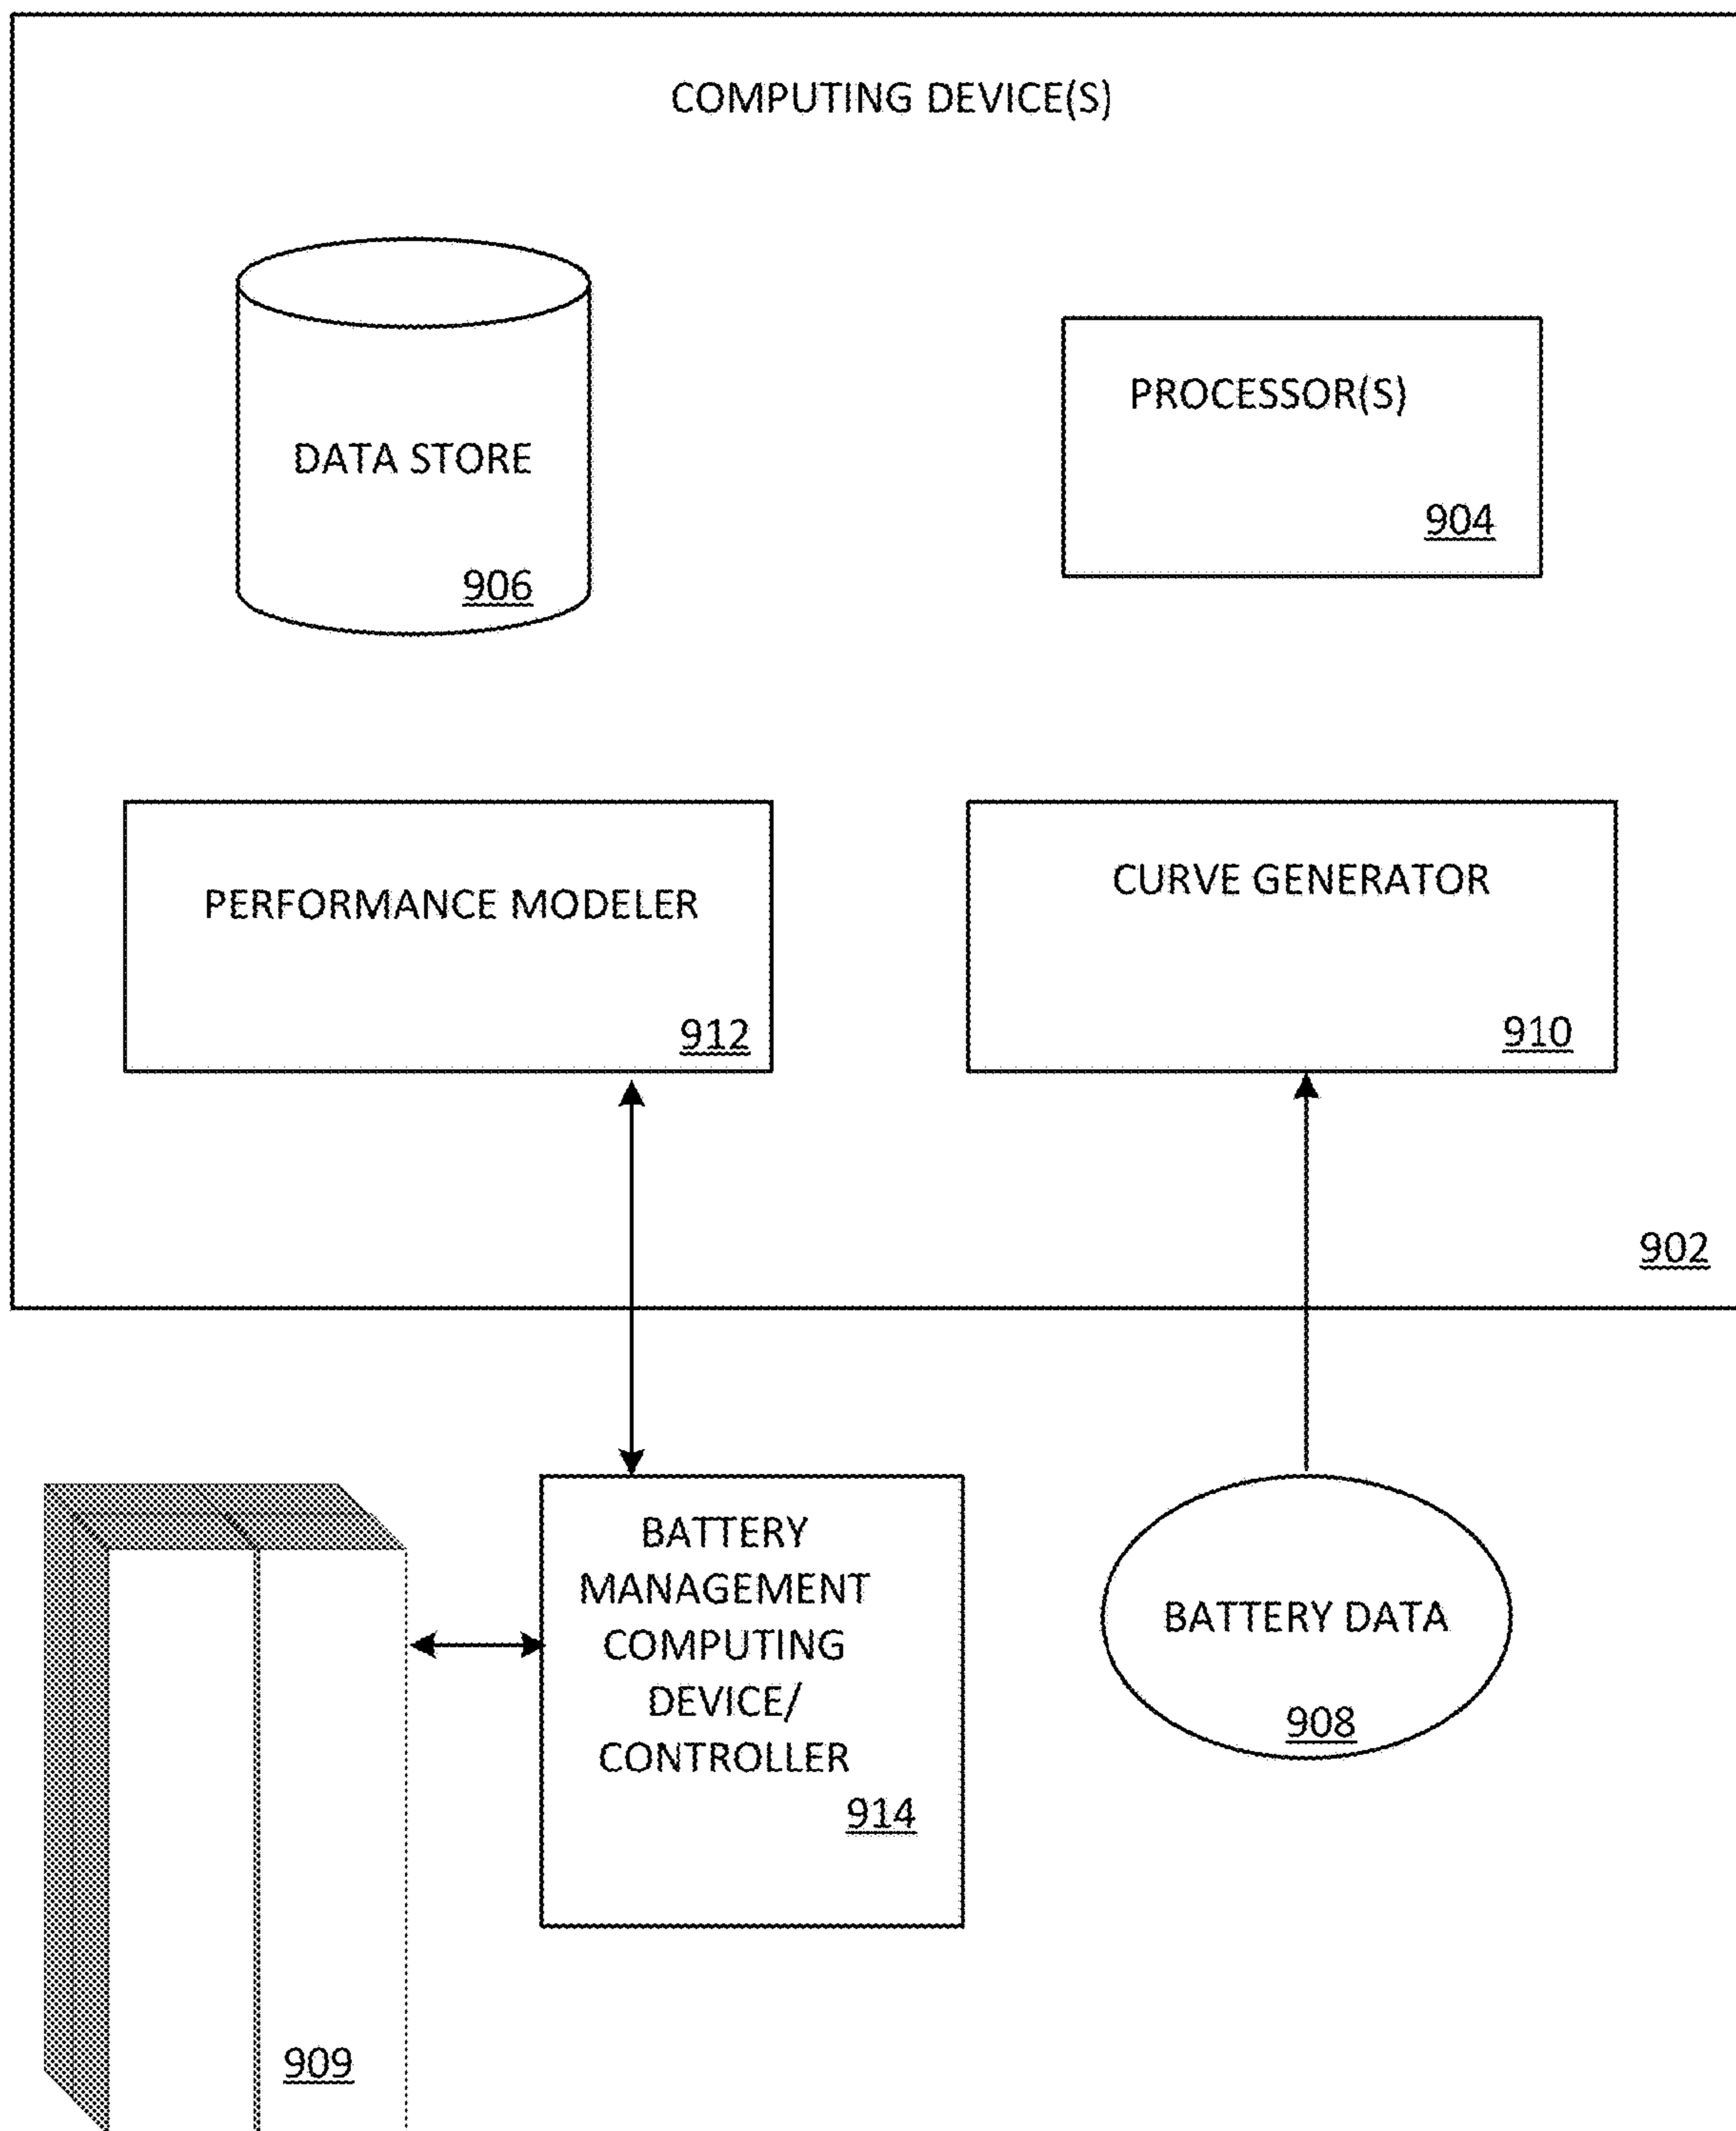 COMPUTING DEVICE(S)
DATA STORE
906
PROCESSOR(S)
904
PERFORMANCE MODELER
912
CURVE GENERATOR
910
902
BATTERY
MANAGEMENT
COMPUTING
DEVICE/
CONTROLLER
914
BATTERY DATA
908
909